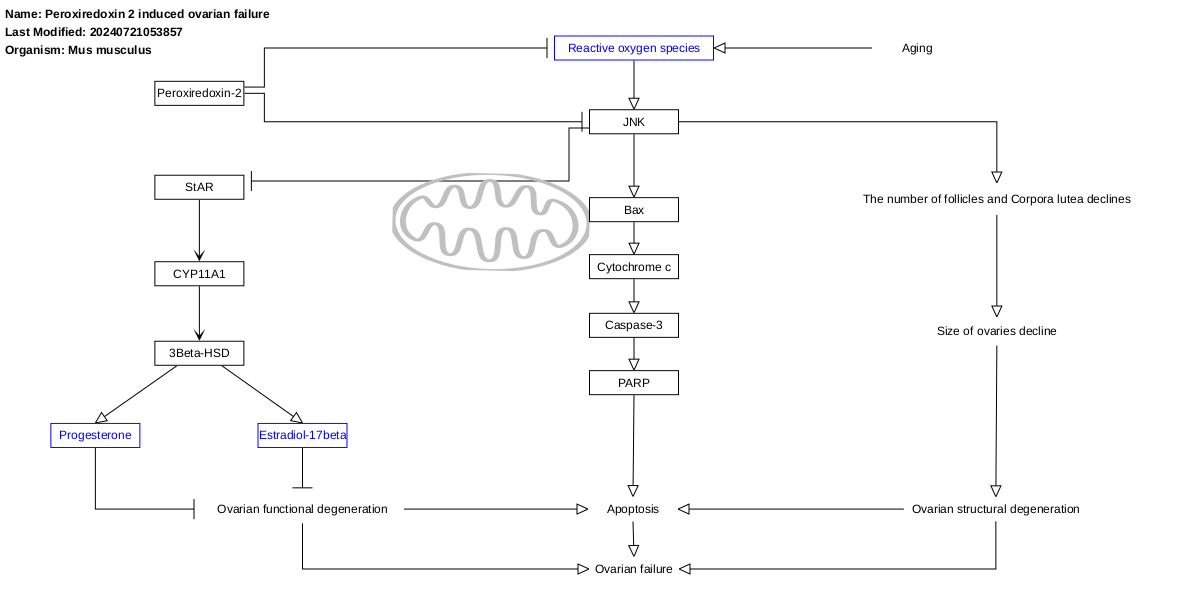 Name: Peroxiredoxin 2 induced ovarian failure
Last Modified: 20240721053857
Organism: Mus musculus
Reactive oxygen species
Aging
Peroxiredoxin-2
JNK
StAR
The number of follicles and Corpora lutea declines
Bax
Cytochrome c
CYP11A1
Caspase-3
Size of ovaries decline
3Beta-HSD
PARP
Progesterone
Estradiol-17beta
Ovarian functional degeneration
Apoptosis
Ovarian structural degeneration
Ovarian failure